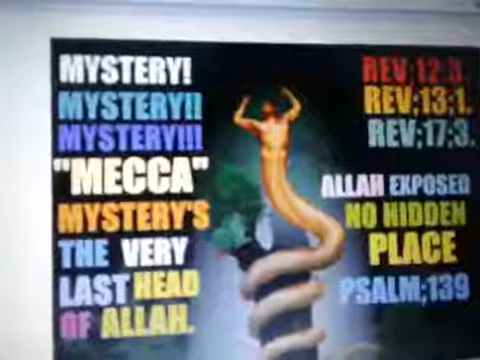 MYSTERY!
MYSTERY!!
MYSTERY!!!
"MECCA"
MYSTERY'S
THE VERY
LAST HEAD
OF ALLAH.
REV;12:3.
REV;13;1.
REV;17;3.
ALLAH EXPOSED
NO HIDDEN
PLACE
PSALM;139